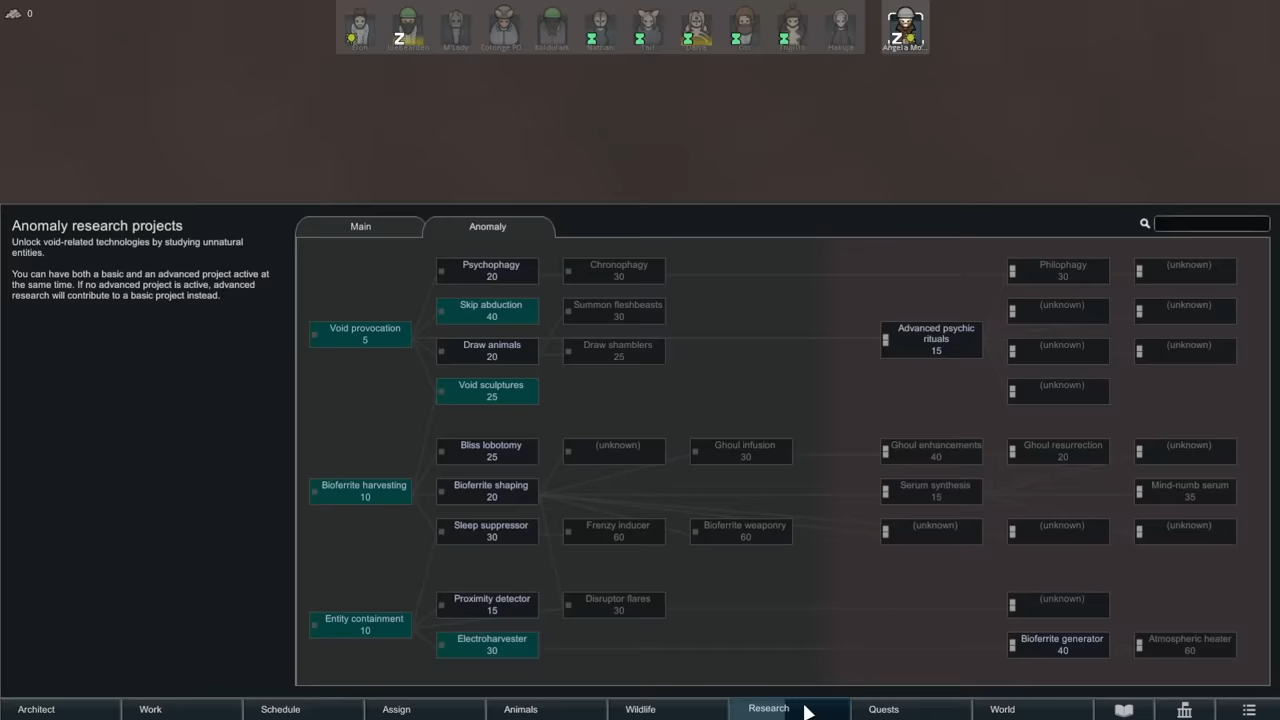 0
Z
Z
Nathan
Hakuja
Angela Mo...
Anomaly research projects
Unlock void-related technologies by studying unnatural
entities.
You can have both a basic and an advanced project active at
the same time. If no advanced project is active, advanced
research will contribute to a basic project instead.
Main
Anomaly
Psychophagy
20
Chronophagy
30
Philophagy
30
(unknown)
Skip abduction
40
Summon fleshbeasts
30
(unknown)
(unknown)
Void provocation
5
Advanced psychic
rituals
15
Draw animals
20
Draw shamblers
25
(unknown)
(unknown)
Void sculptures
25
(unknown)
Bliss lobotomy
25
(unknown)
Ghoul infusion
30
Ghoul enhancements
40
Ghoul resurrection
20
(unknown)
Bioferrite harvesting
10
Bioferrite shaping
20
Serum synthesis
15
Mind-numb serum
35
Sleep suppressor
30
Frenzy inducer
60
Bioferrite weaponry
60
(unknown)
(unknown)
(unknown)
Proximity detector
15
Disruptor flares
30
(unknown)
Entity containment
10
Electroharvester
30
Bioferrite generator
40
Atmospheric heater
60
Architect
Work
Schedule
Assign
Animals
Wildlife
Research
Quests
World